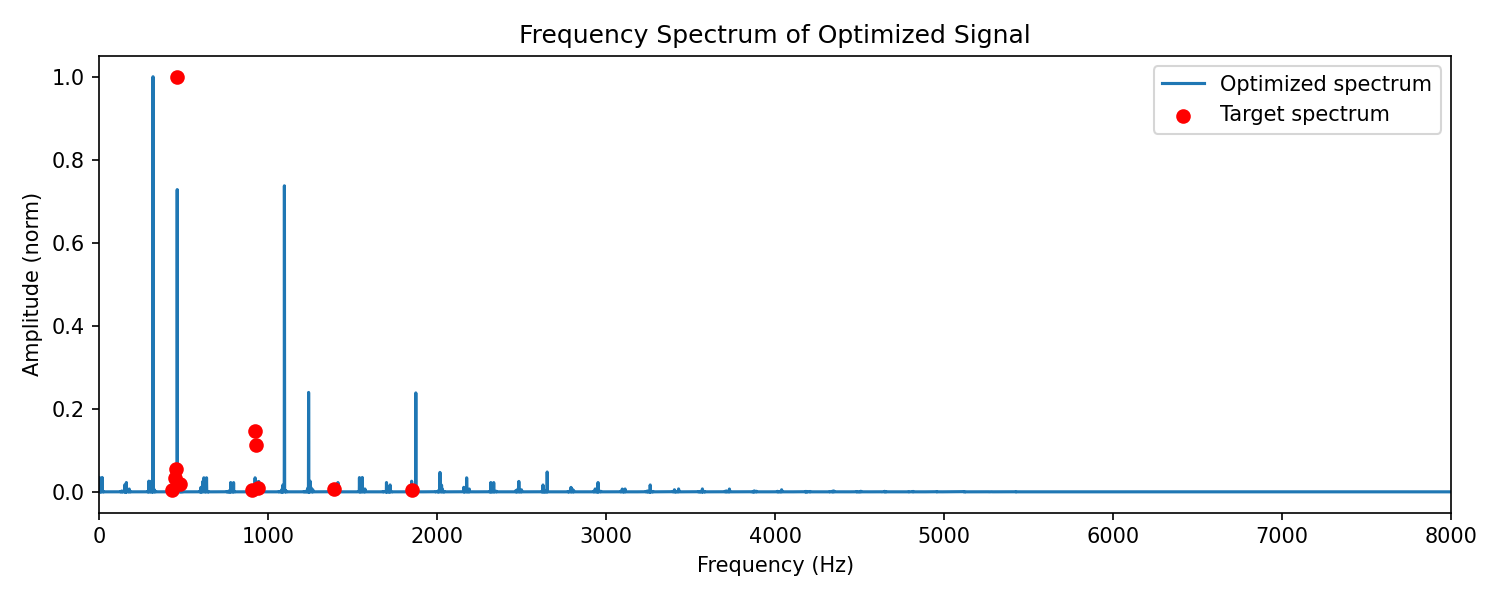 Frequency Spectrum of Optimized Signal
Optimized spectrum
Target spectrum
Amplitude (norm)
1.0
0.8
0.6
0.4
0.2
0.0
0 1000 2000 3000 4000 5000 6000 7000 8000
Frequency (Hz)